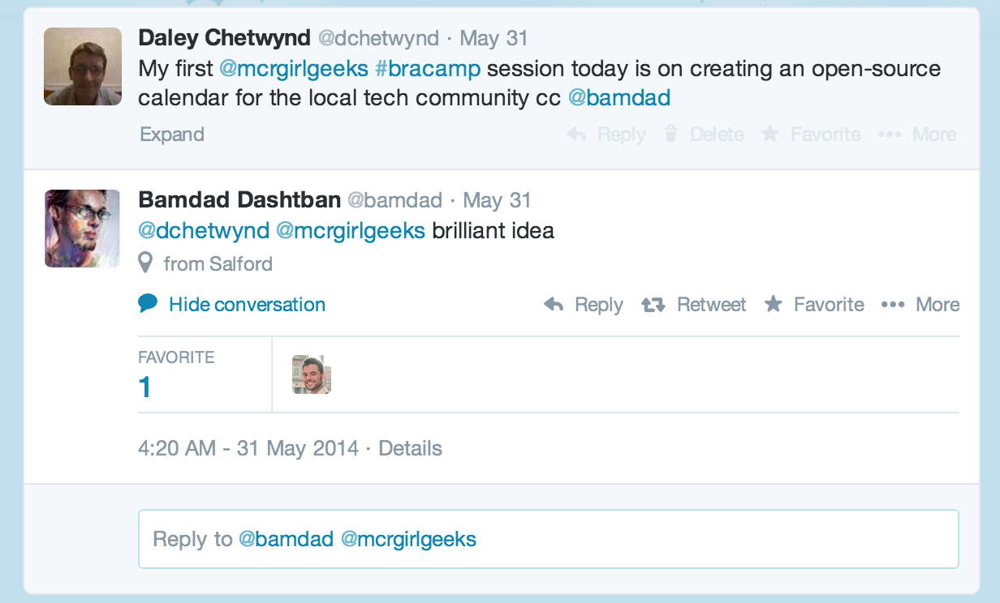 Daley Chetwynd @dchetwynd · May 31
My first @mcrgirlgeeks #bracamp session today is on creating an open-source
calendar for the local tech community cc @bamdad
Expand Reply Delete Favorite More
Bamdad Dashtban @bamdad · May 31
@dchetwynd @mcrgirlgeeks brilliant idea
from Salford
Hide conversation Reply Retweet Favorite More
FAVORITE
1
4:20 AM - 31 May 2014 · Details
Reply to @bamdad @mcrgirlgeeks